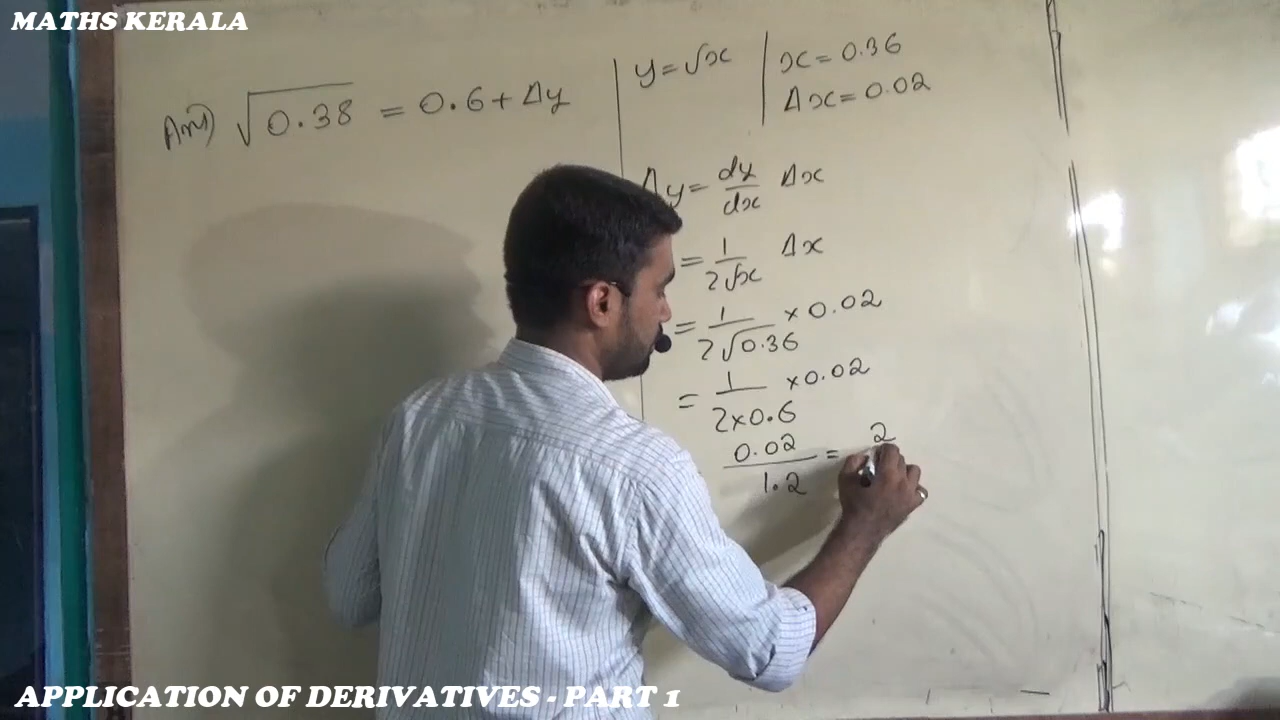 MATHS KERALA
Ans) √0.38 = 0.6 + Δy
y = √x
x = 0.36
Δx = 0.02
Δy = dy/dx Δx
= 1/2√x Δx
= 1/2√0.36 × 0.02
= 1/2×0.6 × 0.02
0.02/1.2 = 2
APPLICATION OF DERIVATIVES - PART 1